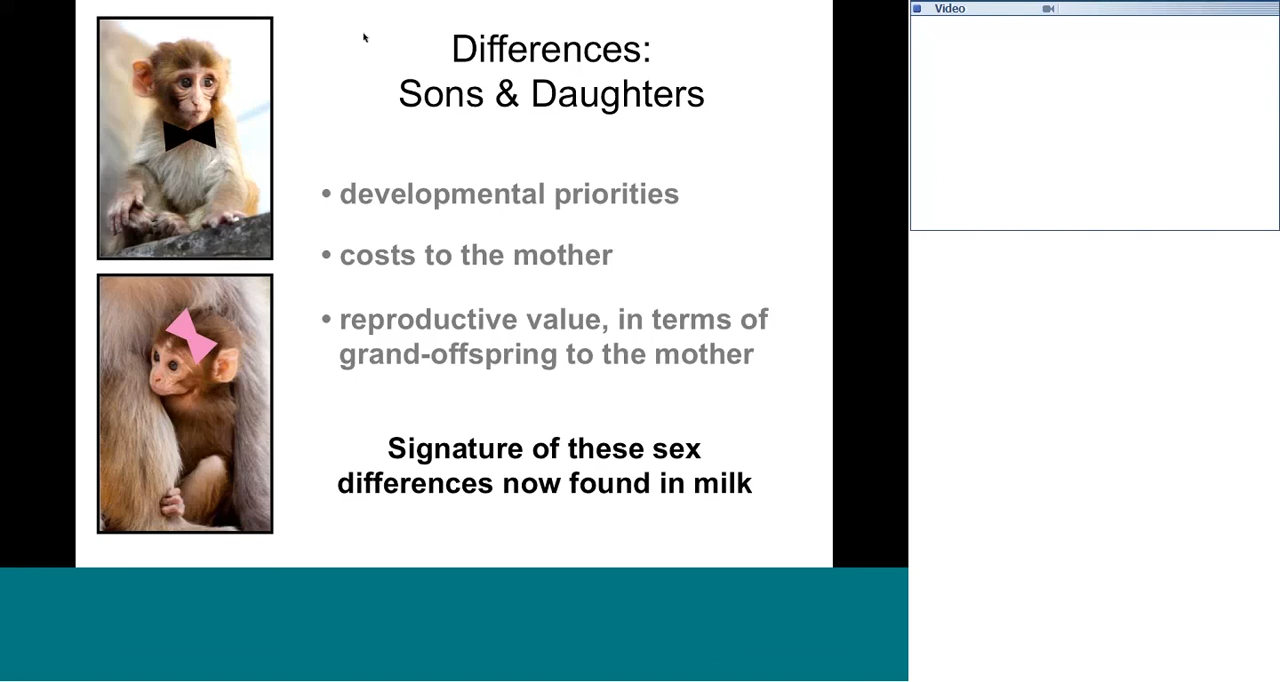 Video
Differences:
Sons & Daughters
• developmental priorities
• costs to the mother
• reproductive value, in terms of
grand-offspring to the mother
Signature of these sex
differences now found in milk